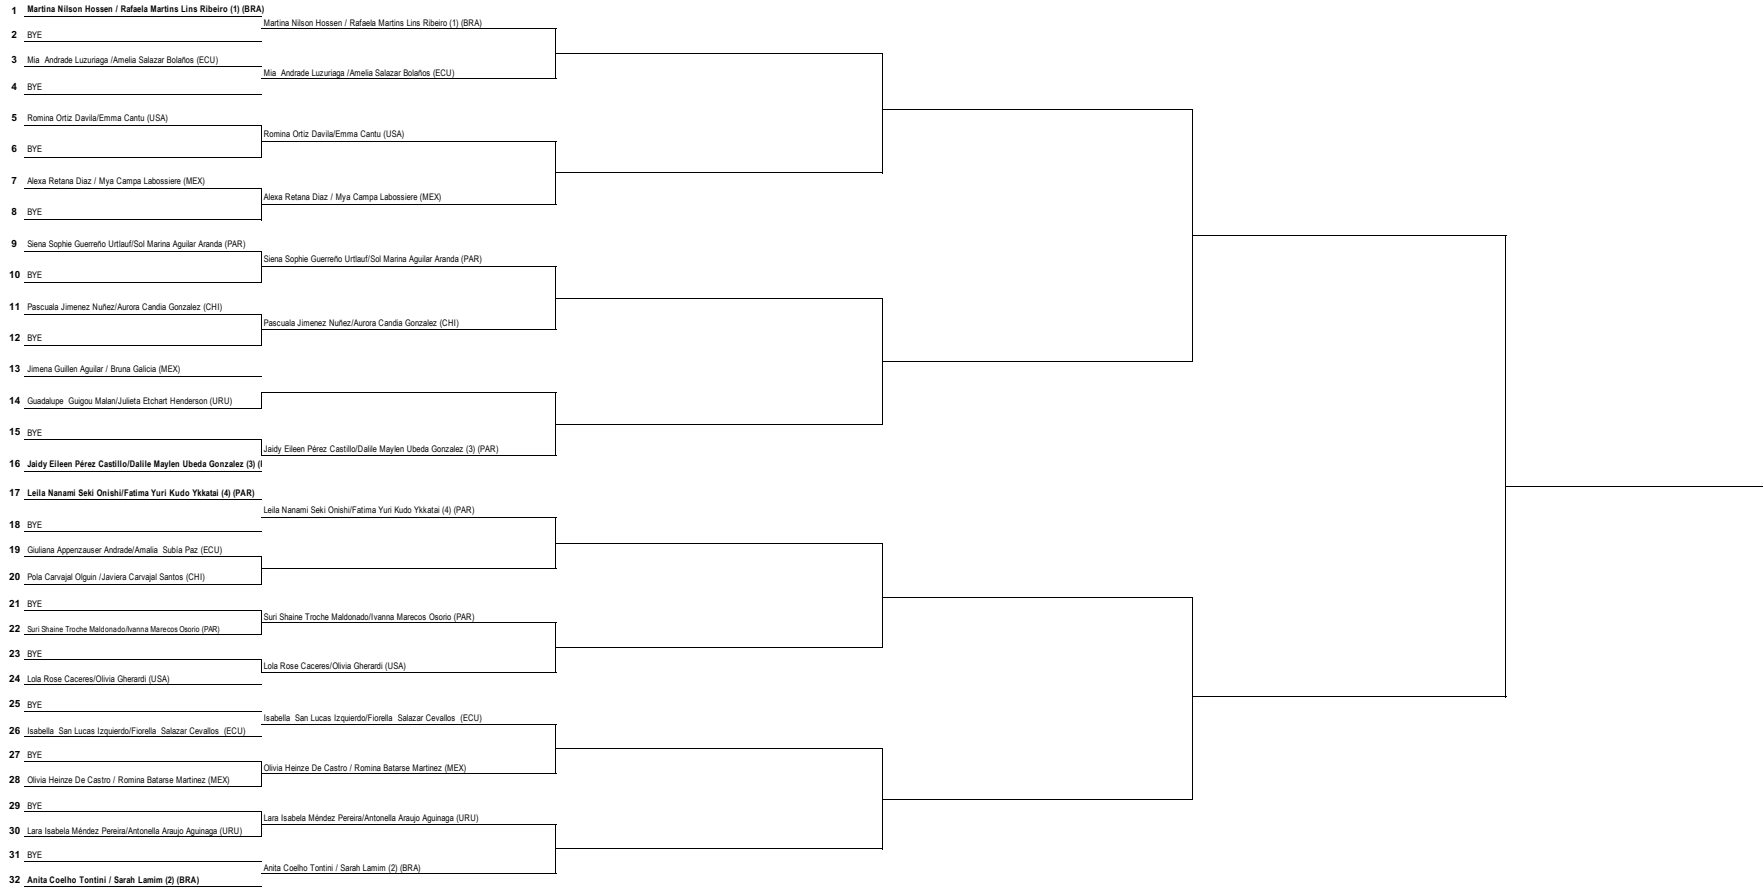 1 Martina Nilson Hossen / Rafaela Martins Lins Ribeiro (1) (BRA)
Martina Nilson Hossen / Rafaela Martins Lins Ribeiro (1) (BRA)
2 BYE
3 Mia Andrade Luzuriaga /Amelia Salazar Bolaños (ECU)
Mia Andrade Luzuriaga /Amelia Salazar Bolaños (ECU)
4 BYE
5 Romina Ortiz Davila/Emma Cantu (USA)
Romina Ortiz Davila/Emma Cantu (USA)
6 BYE
7 Alexa Retana Diaz / Mya Campa Labossiere (MEX)
Alexa Retana Diaz / Mya Campa Labossiere (MEX)
8 BYE
9 Siena Sophie Guerreño Urtlauf/Sol Marina Aguilar Aranda (PAR)
Siena Sophie Guerreño Urtlauf/Sol Marina Aguilar Aranda (PAR)
10 BYE
11 Pascuala Jimenez Nuñez/Aurora Candia Gonzalez (CHI)
Pascuala Jimenez Nuñez/Aurora Candia Gonzalez (CHI)
12 BYE
13 Jimena Guillen Aguilar / Bruna Galicia (MEX)
14 Guadalupe Guigou Malan/Julieta Etchart Henderson (URU)
15 BYE
Jaidy Eileen Pérez Castillo/Dalile Maylen Ubeda Gonzalez (3) (PAR)
16 Jaidy Eileen Pérez Castillo/Dalile Maylen Ubeda Gonzalez (3) (
17 Leila Nanami Seki Onishi/Fatima Yuri Kudo Ykkatai (4) (PAR)
Leila Nanami Seki Onishi/Fatima Yuri Kudo Ykkatai (4) (PAR)
18 BYE
19 Giuliana Appenzauser Andrade/Amalia Subía Paz (ECU)
20 Pola Carvajal Olguin /Javiera Carvajal Santos (CHI)
21 BYE
Suri Shaine Troche Maldonado/Ivanna Marecos Osorio (PAR)
22 Suri Shaine Troche Maldonado/Ivanna Marecos Osorio (PAR)
23 BYE
Lola Rose Caceres/Olivia Gherardi (USA)
24 Lola Rose Caceres/Olivia Gherardi (USA)
25 BYE
Isabella San Lucas Izquierdo/Fiorella Salazar Cevallos (ECU)
26 Isabella San Lucas Izquierdo/Fiorella Salazar Cevallos (ECU)
27 BYE
Olivia Heinze De Castro / Romina Batarse Martinez (MEX)
28 Olivia Heinze De Castro / Romina Batarse Martinez (MEX)
29 BYE
Lara Isabela Méndez Pereira/Antonella Araujo Aguinaga (URU)
30 Lara Isabela Méndez Pereira/Antonella Araujo Aguinaga (URU)
31 BYE
Anita Coelho Tontini / Sarah Lamim (2) (BRA)
32 Anita Coelho Tontini / Sarah Lamim (2) (BRA)